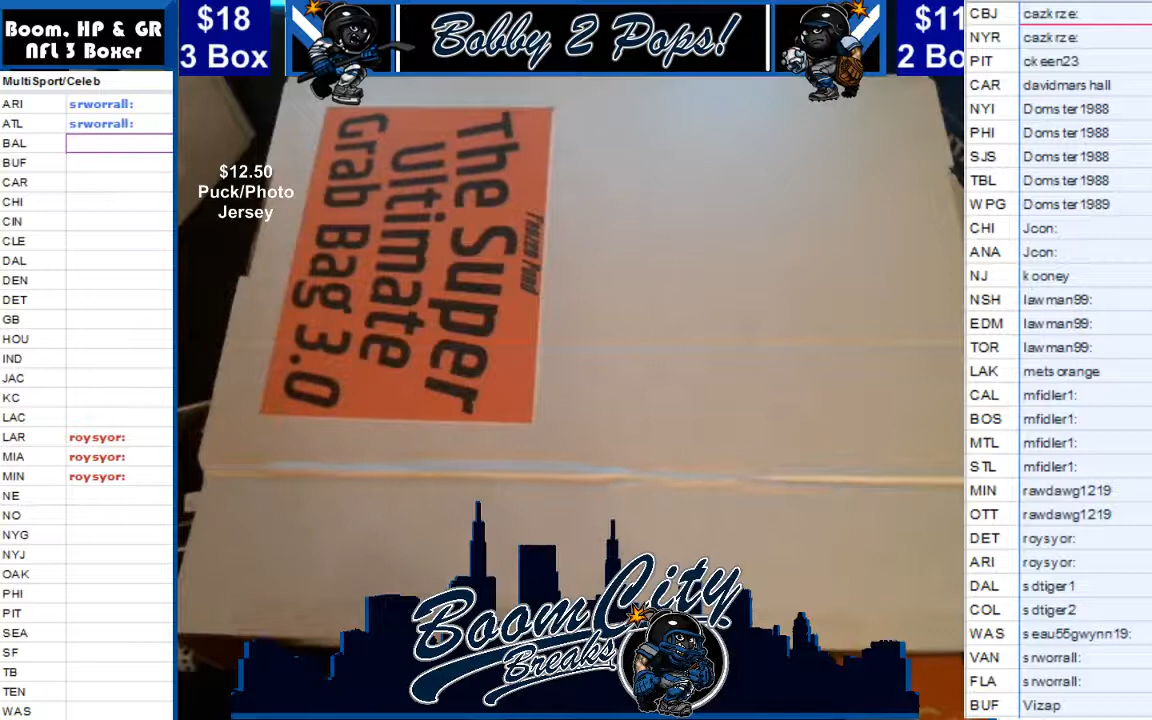 Boom, HP & GR
NFL 3 Boxer
MultiSport/Celeb
ARI srworrall:
ATL srworrall:
BAL
BUF
CAR
CHI
CIN
CLE
DAL
DEN
DET
GB
HOU
IND
JAC
KC
LAC
LAR roysyor:
MIA roysyor:
MIN roysyor:
NE
NO
NYG
NYJ
OAK
PHI
PIT
SEA
SF
TB
TEN
WAS
$18
3 Box
Bobby 2 Pops!
$11
2 Bo
$12.50
Puck/Photo
Jersey
Frozen Pond
The Super
Ultimate
Grab Bag 3.0
Boom City
Breaks
CBJ cazkrze:
NYR cazkrze:
PIT ckeen23
CAR davidmarshall
NYI Domster1988
PHI Domster1988
SJS Domster1988
TBL Domster1988
WPG Domster1989
CHI Jcon:
ANA Jcon:
NJ kooney
NSH lawman99:
EDM lawman99:
TOR lawman99:
LAK metsorange
CAL mfidler1:
BOS mfidler1:
MTL mfidler1:
STL mfidler1:
MIN rawdawg1219
OTT rawdawg1219
DET roysyor:
ARI roysyor:
DAL sdtiger1
COL sdtiger2
WAS seau55gwynn19:
VAN srworrall:
FLA srworrall:
BUF Vizap